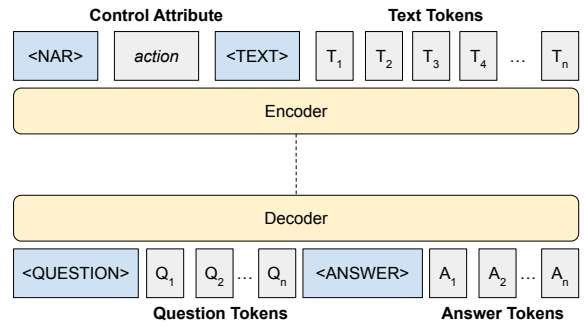 Control Attribute Text Tokens
<NAR> action <TEXT> T1 T2 T3 T4 … Tn
Encoder
Decoder
<QUESTION> Q1 Q2 … Qn <ANSWER> A1 A2 … An
Question Tokens Answer Tokens